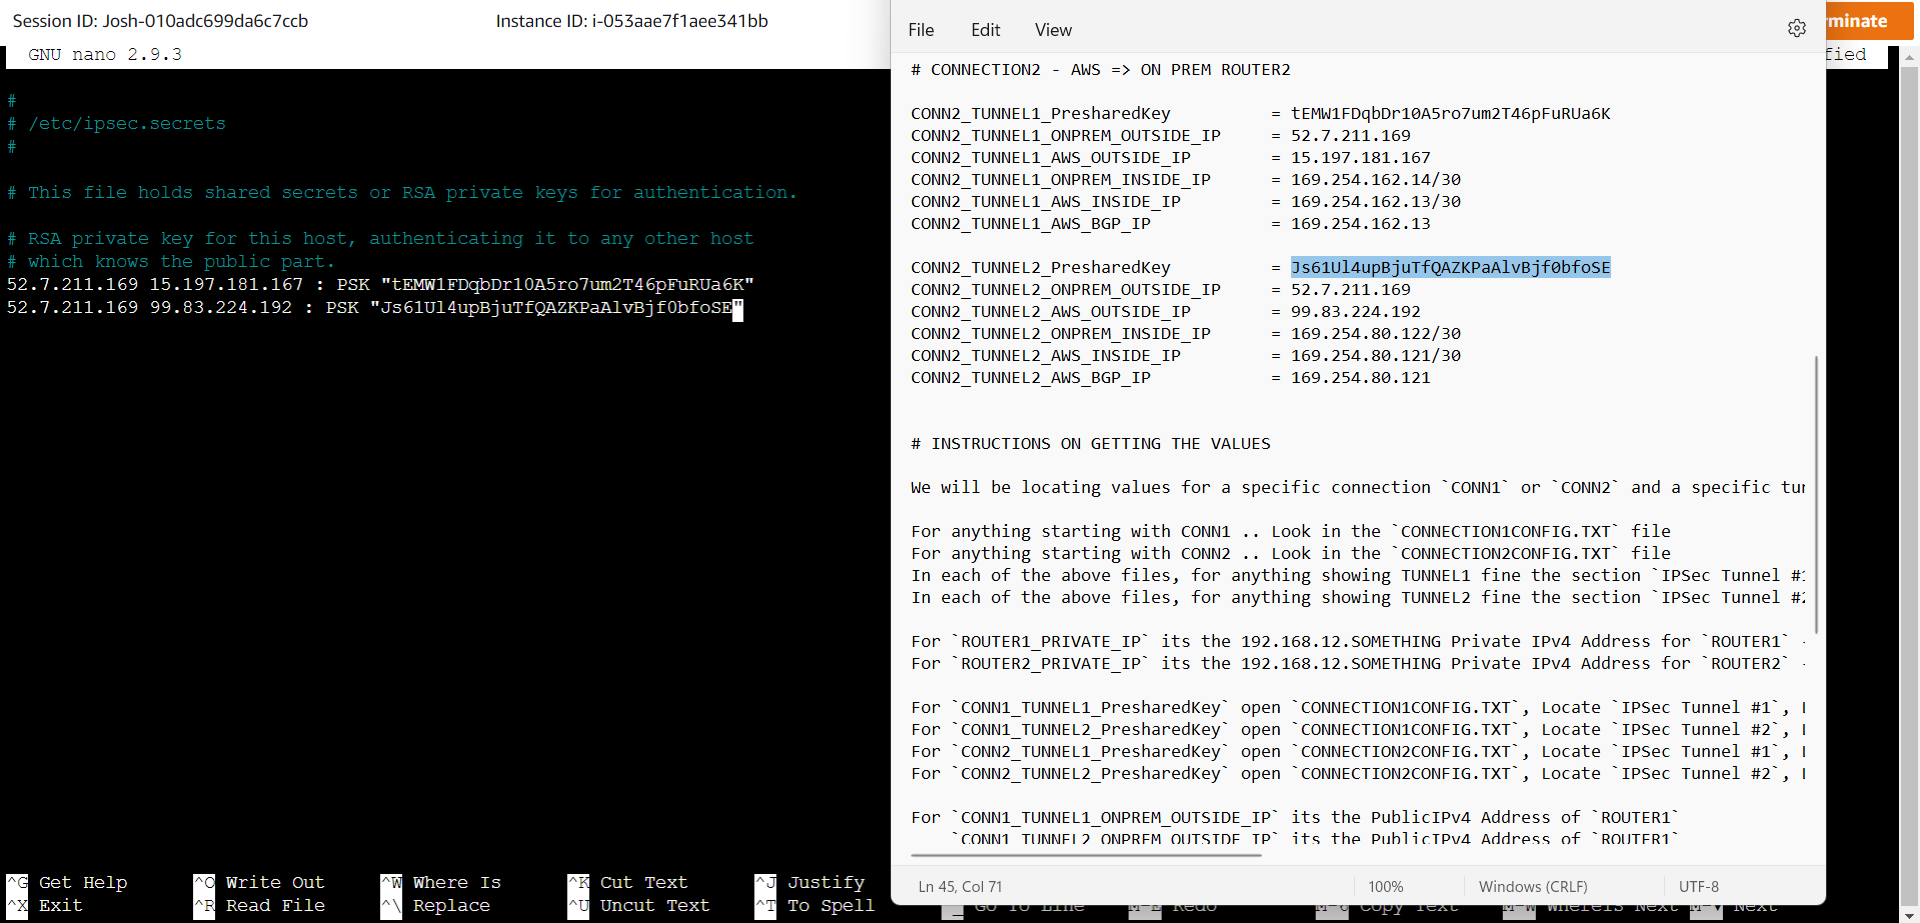 Session ID: Josh-010adc699da6c7ccb
Instance ID: i-053aae7f1aee341bb
minate
GNU nano 2.9.3
fied
#
# /etc/ipsec.secrets
#
# This file holds shared secrets or RSA private keys for authentication.
# RSA private key for this host, authenticating it to any other host
# which knows the public part.
52.7.211.169 15.197.181.167 : PSK "tEMW1FDqbDr10A5ro7um2T46pFuRUa6K"
52.7.211.169 99.83.224.192 : PSK "Js61Ul4upBjuTfQAZKPaAlvBjf0bfoSE"
^G Get Help
^O Write Out
^W Where Is
^K Cut Text
^J Justify
^X Exit
^R Read File
^\ Replace
^U Uncut Text
^T To Spell
File
Edit
View
# CONNECTION2 - AWS => ON PREM ROUTER2
CONN2_TUNNEL1_PresharedKey = tEMW1FDqbDr10A5ro7um2T46pFuRUa6K
CONN2_TUNNEL1_ONPREM_OUTSIDE_IP = 52.7.211.169
CONN2_TUNNEL1_AWS_OUTSIDE_IP = 15.197.181.167
CONN2_TUNNEL1_ONPREM_INSIDE_IP = 169.254.162.14/30
CONN2_TUNNEL1_AWS_INSIDE_IP = 169.254.162.13/30
CONN2_TUNNEL1_AWS_BGP_IP = 169.254.162.13
CONN2_TUNNEL2_PresharedKey = Js61Ul4upBjuTfQAZKPaAlvBjf0bfoSE
CONN2_TUNNEL2_ONPREM_OUTSIDE_IP = 52.7.211.169
CONN2_TUNNEL2_AWS_OUTSIDE_IP = 99.83.224.192
CONN2_TUNNEL2_ONPREM_INSIDE_IP = 169.254.80.122/30
CONN2_TUNNEL2_AWS_INSIDE_IP = 169.254.80.121/30
CONN2_TUNNEL2_AWS_BGP_IP = 169.254.80.121
# INSTRUCTIONS ON GETTING THE VALUES
We will be locating values for a specific connection `CONN1` or `CONN2` and a specific tun
For anything starting with CONN1 .. Look in the `CONNECTION1CONFIG.TXT` file
For anything starting with CONN2 .. Look in the `CONNECTION2CONFIG.TXT` file
In each of the above files, for anything showing TUNNEL1 fine the section `IPSec Tunnel #1
In each of the above files, for anything showing TUNNEL2 fine the section `IPSec Tunnel #2
For `ROUTER1_PRIVATE_IP` its the 192.168.12.SOMETHING Private IPv4 Address for `ROUTER1` -
For `ROUTER2_PRIVATE_IP` its the 192.168.12.SOMETHING Private IPv4 Address for `ROUTER2` -
For `CONN1_TUNNEL1_PresharedKey` open `CONNECTION1CONFIG.TXT`, Locate `IPSec Tunnel #1`,
For `CONN1_TUNNEL2_PresharedKey` open `CONNECTION1CONFIG.TXT`, Locate `IPSec Tunnel #2`,
For `CONN2_TUNNEL1_PresharedKey` open `CONNECTION2CONFIG.TXT`, Locate `IPSec Tunnel #1`,
For `CONN2_TUNNEL2_PresharedKey` open `CONNECTION2CONFIG.TXT`, Locate `IPSec Tunnel #2`,
For `CONN1_TUNNEL1_ONPREM_OUTSIDE_IP` its the PublicIPv4 Address of `ROUTER1`
`CONN1_TUNNEL2_ONPREM_OUTSIDE_IP` its the PublicIPv4 Address of `ROUTER1`
Ln 45, Col 71
100%
Windows (CRLF)
UTF-8